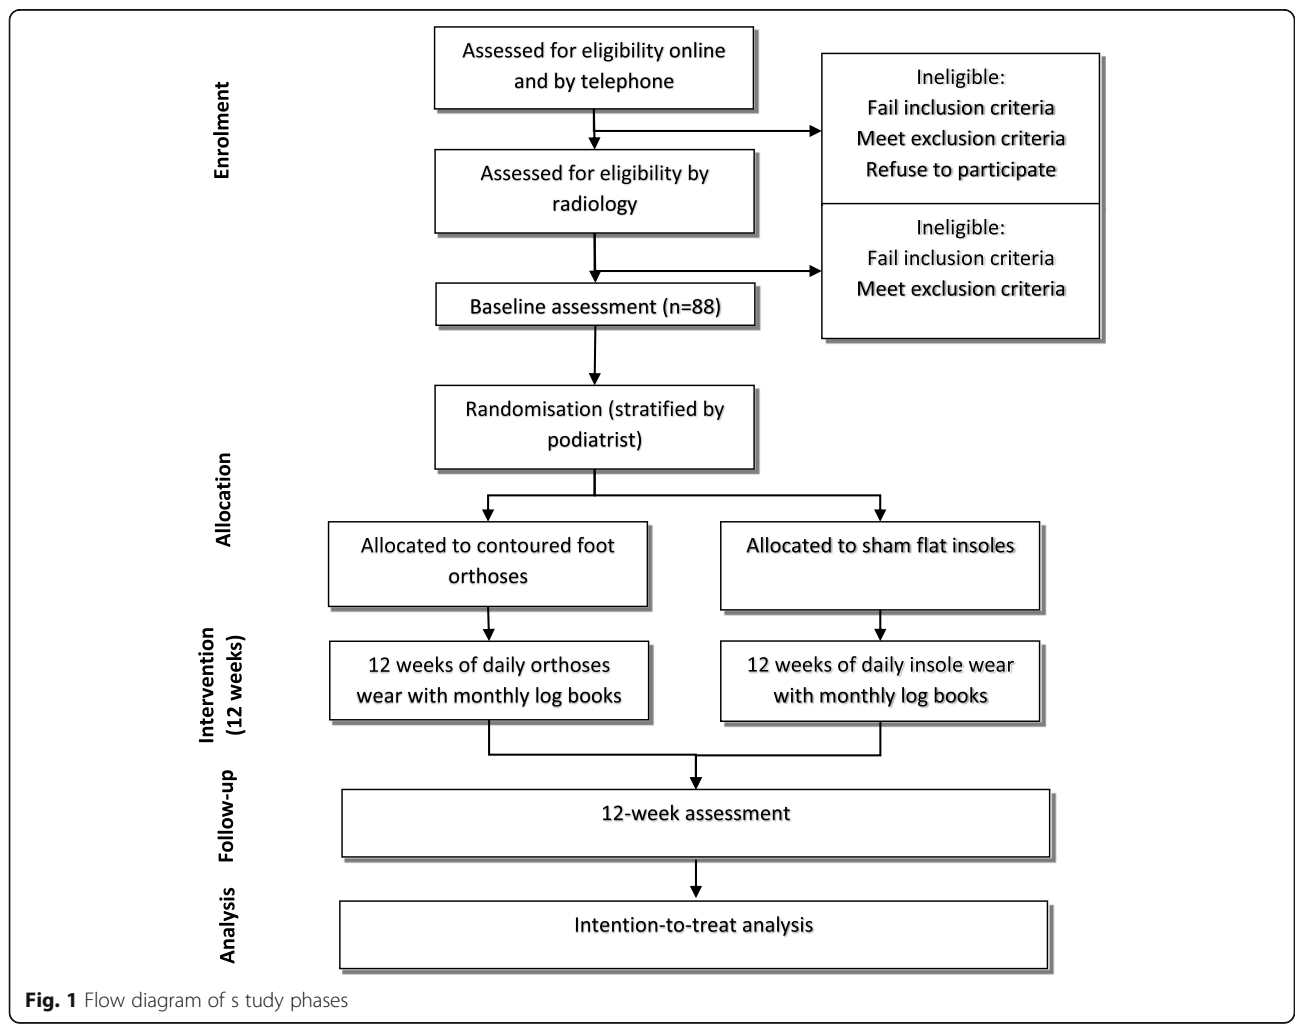 Enrolment
Assessed for eligibility online
and by telephone
Ineligible:
Fail inclusion criteria
Meet exclusion criteria
Refuse to participate
Assessed for eligibility by
radiology
Ineligible:
Fail inclusion criteria
Meet exclusion criteria
Baseline assessment (n=88)
Randomisation (stratified by
podiatrist)
Allocation
Allocated to contoured foot
orthoses
Allocated to sham flat insoles
Intervention
(12 weeks)
12 weeks of daily orthoses
wear with monthly log books
12 weeks of daily insole wear
with monthly log books
Follow-up
12-week assessment
Analysis
Intention-to-treat analysis
Fig. 1 Flow diagram of s tudy phases